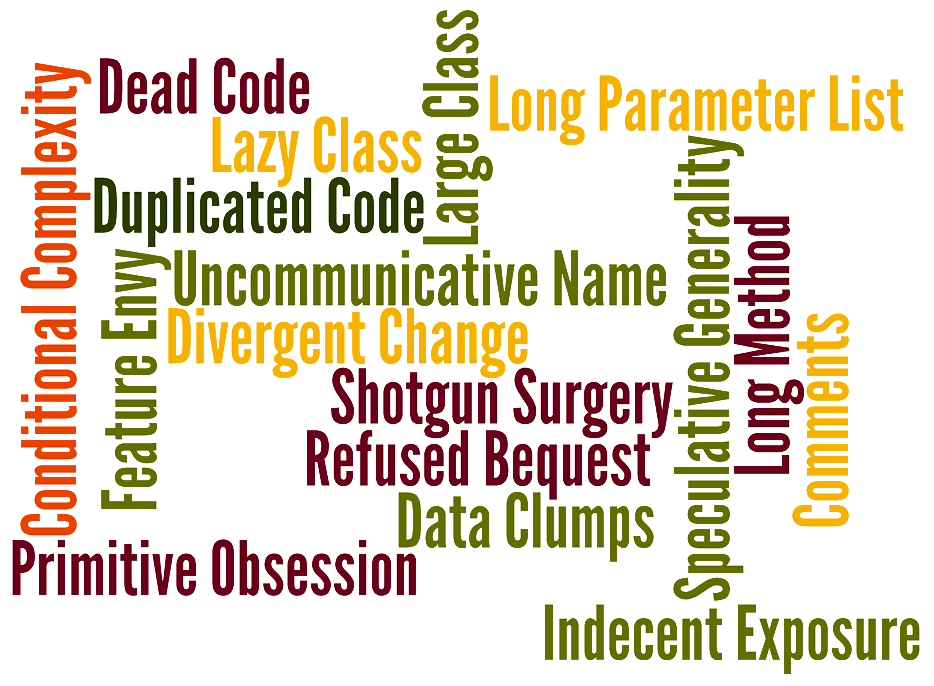 Conditional Complexity
Dead Code
Large Class
Long Parameter List
Lazy Class
Duplicated Code
Speculative Generality
Long Method
Feature Envy
Uncommunicative Name
Divergent Change
Comments
Shotgun Surgery
Refused Bequest
Data Clumps
Primitive Obsession
Indecent Exposure